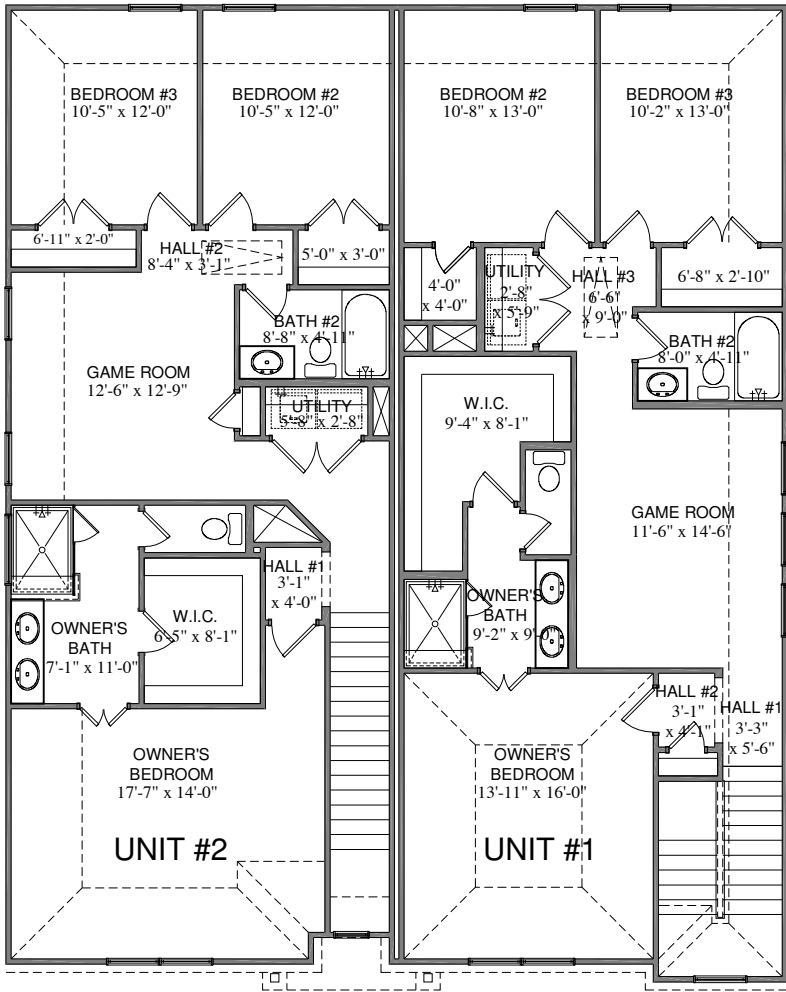 BEDROOM #3
10'-5" x 12'-0"
BEDROOM #2
10'-5" x 12'-0"
BEDROOM #2
10'-8" x 13'-0"
BEDROOM #3
10'-2" x 13'-0"
6'-11" x 2'-0"
HALL #2
8'-4" x 3'-1"
5'-0" x 3'-0"
4'-0"
x 4'-0"
UTILITY
2'-8"
x 5'-9"
HALL #3
6'-6"
x 9'-0"
6'-8" x 2'-10"
BATH #2
8'-8" x 4'-11"
BATH #2
8'-0" x 4'-11"
GAME ROOM
12'-6" x 12'-9"
UTILITY
5'-8" x 2'-8"
W.I.C.
9'-4" x 8'-1"
GAME ROOM
11'-6" x 14'-6"
HALL #1
3'-1"
x 4'-0"
W.I.C.
6'-5" x 8'-1"
OWNER'S
BATH
7'-1" x 11'-0"
OWNER'S
BATH
9'-2" x 9'-0"
HALL #2
3'-1"
x 4'-1"
HALL #1
3'-3"
x 5'-6"
OWNER'S
BEDROOM
17'-7" x 14'-0"
OWNER'S
BEDROOM
13'-11" x 16'-0"
UNIT #2
UNIT #1